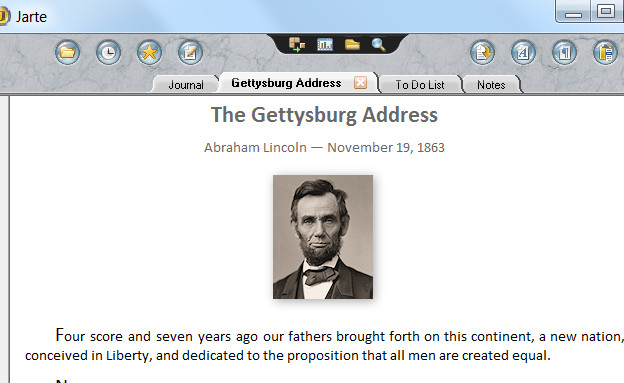 Jarte
Journal
Gettysburg Address
To Do List
Notes
The Gettysburg Address
Abraham Lincoln — November 19, 1863
Four score and seven years ago our fathers brought forth on this continent, a new nation,
conceived in Liberty, and dedicated to the proposition that all men are created equal.